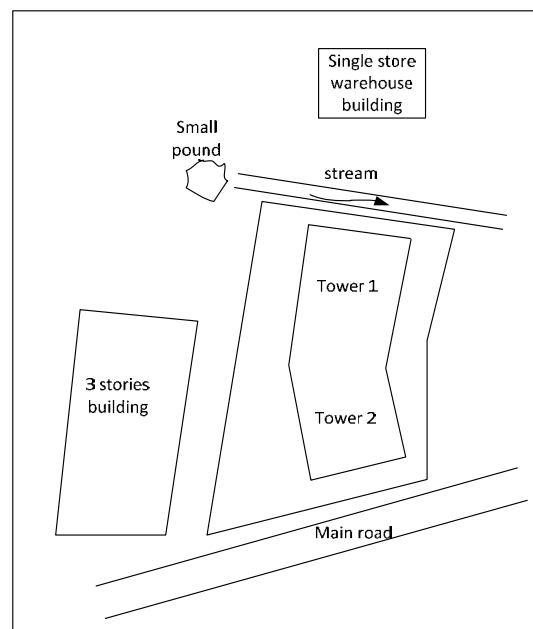 Single store
warehouse
building
Small
pound
stream
Tower 1
3 stories
building
Tower 2
Main road